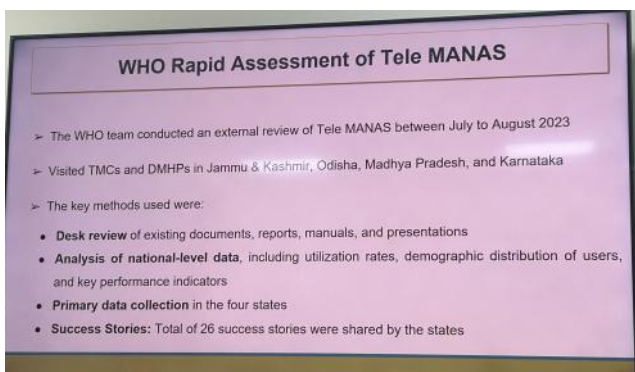 WHO Rapid Assessment of Tele MANAS
➢ The WHO team conducted an external review of Tele MANAS between July to August 2023
➢ Visited TMCs and DMHPs in Jammu & Kashmir, Odisha, Madhya Pradesh, and Karnataka
➢ The key methods used were:
• Desk review of existing documents, reports, manuals, and presentations
• Analysis of national-level data, including utilization rates, demographic distribution of users,
and key performance indicators
• Primary data collection in the four states
• Success Stories: Total of 26 success stories were shared by the states